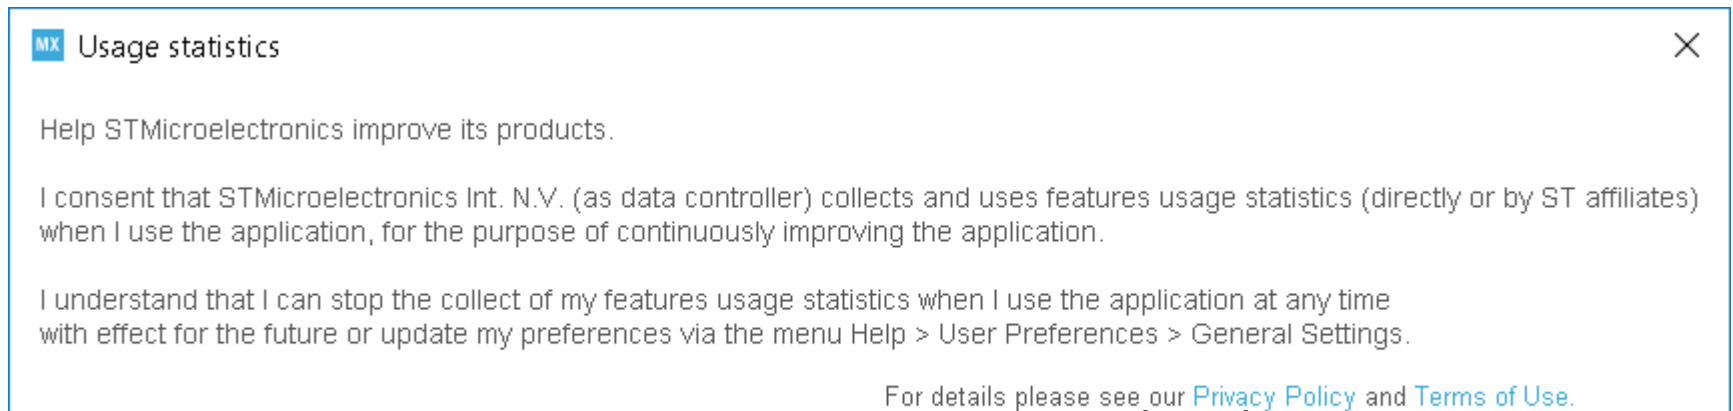 MX Usage statistics
Help STMicroelectronics improve its products.
I consent that STMicroelectronics Int. N.V. (as data controller) collects and uses features usage statistics (directly or by ST affiliates)
when I use the application, for the purpose of continuously improving the application.
I understand that I can stop the collect of my features usage statistics when I use the application at any time
with effect for the future or update my preferences via the menu Help > User Preferences > General Settings.
For details please see our Privacy Policy and Terms of Use.